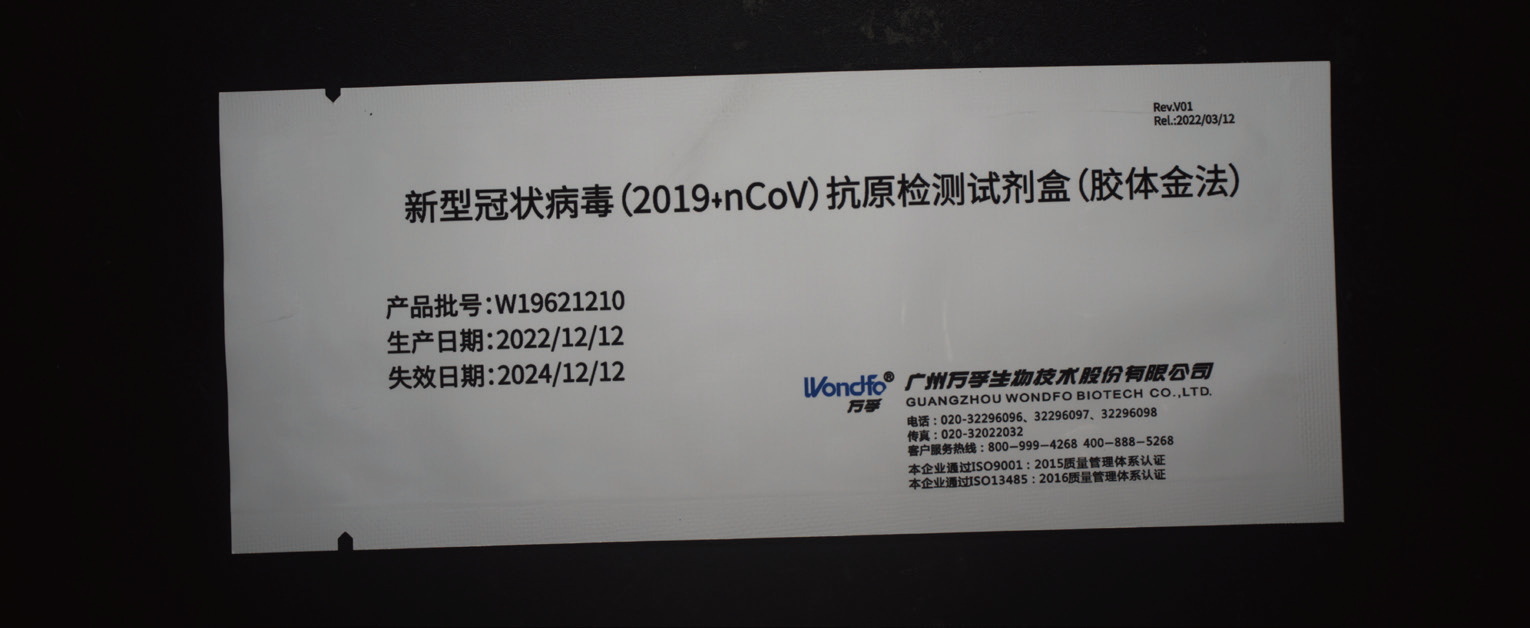 Rev.V01
Rel.:2022/03/12
新型冠状病毒(2019+nCoV)抗原检测试剂盒(胶体金法)
产品批号:W19621210
生产日期:2022/12/12
失效日期:2024/12/12
Wondfo®
万孚
广州万孚生物技术股份有限公司
GUANGZHOU WONDFO BIOTECH CO.,LTD.
电话：020-32296096、32296097、32296098
传真：020-32022032
客户服务热线：800－999－4268 400－888－5268
本企业通过ISO9001：2015质量管理体系认证
本企业通过ISO13485：2016质量管理体系认证